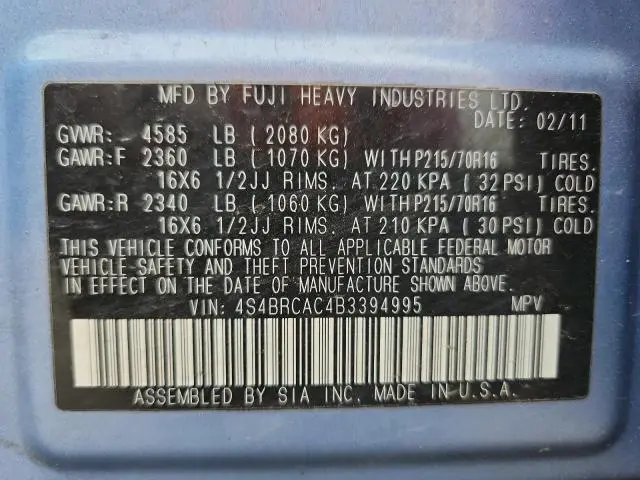 MFD BY FUJI HEAVY INDUSTRIES LTD.
DATE: 02/11
GVWR: 4585 LB ( 2080 KG)
GAWR:F 2360 LB ( 1070 KG) WITH P215/70R16 TIRES.
16X6 1/2JJ RIMS. AT 220 KPA ( 32 PSI) COLD
GAWR:R 2340 LB ( 1060 KG) WITH P215/70R16 TIRES.
16X6 1/2JJ RIMS. AT 210 KPA ( 30 PSI) COLD
THIS VEHICLE CONFORMS TO ALL APPLICABLE FEDERAL MOTOR
VEHICLE SAFETY AND THEFT PREVENTION STANDARDS
IN EFFECT ON THE DATE OF MANUFACTURE SHOWN ABOVE.
VIN: 4S4BRCAC4B3394995 MPV
ASSEMBLED BY SIA INC. MADE IN U.S.A.